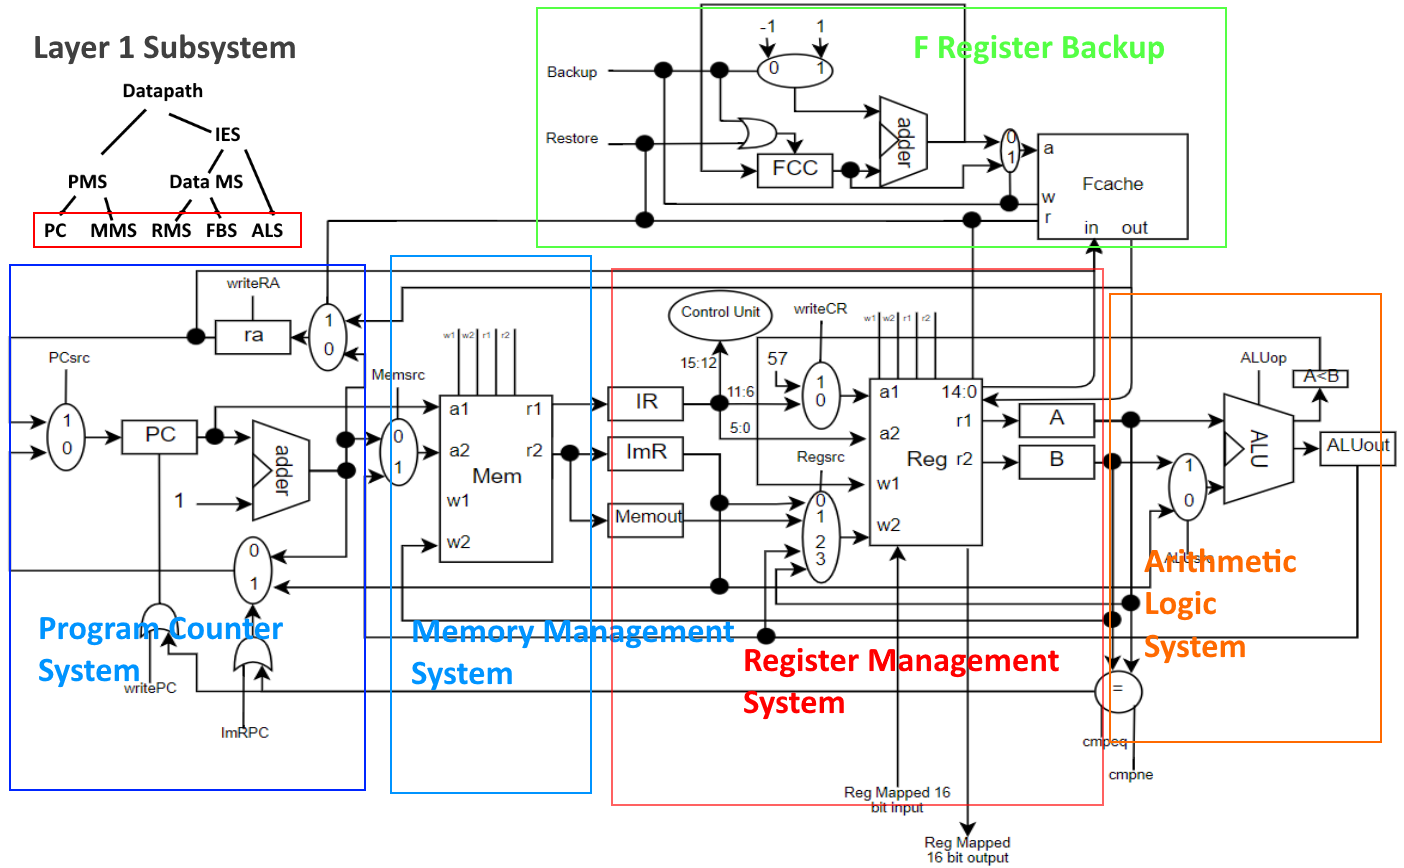 Layer 1 Subsystem
Datapath
IES
PMS
Data MS
PC
MMS
RMS
FBS
ALS
F Register Backup
-1
1
Backup
0
1
Restore
adder
FCC
0
1
a
Fcache
w
r
in
out
writeRA
ra
1
0
PCsrc
1
0
PC
adder
1
0
1
Program Counter
System
writePC
ImRPC
Memsrc
0
1
w1
w2
r1
r2
a1
r1
a2
r2
Mem
w1
w2
Memory Management
System
Control Unit
15:12
IR
11:6
5:0
ImR
Memout
writeCR
57
1
0
Regsrc
0
1
2
3
w1
w2
r1
r2
a1
14:0
r1
a2
Reg
r2
w1
w2
A
B
Register Management
System
Reg Mapped 16
bit input
Reg Mapped
16 bit output
ALUop
A<B
ALU
ALUout
1
0
Arithmetic
Logic
System
=
cmpeq
cmpne